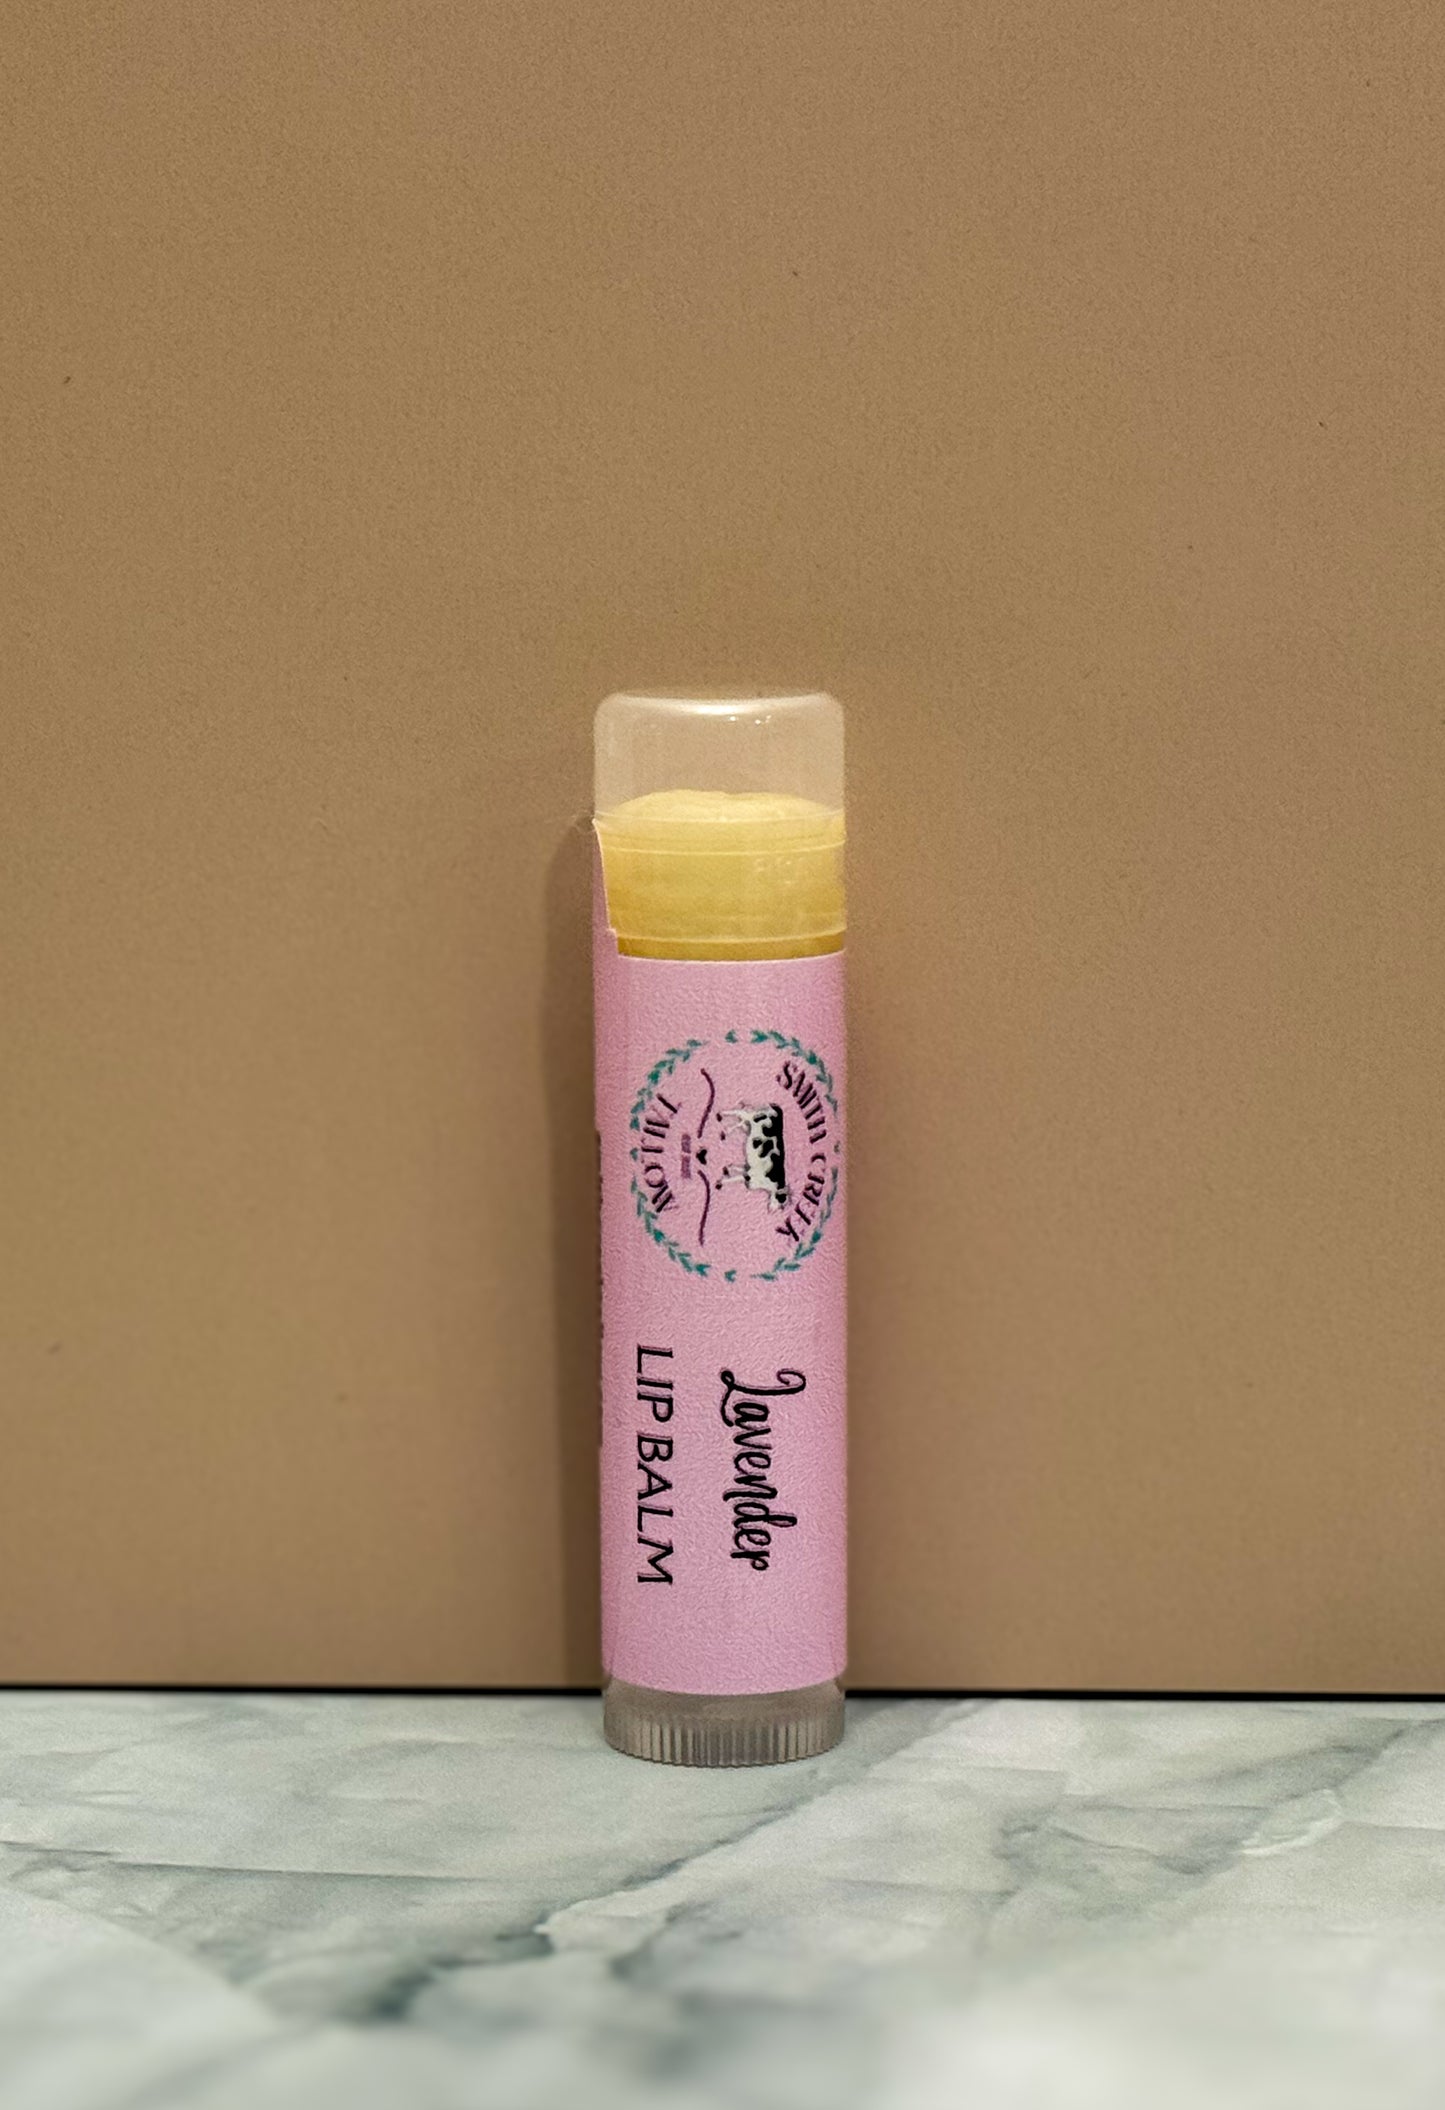 SMITH CREEK
TALLOW
Lavender
LIP BALM